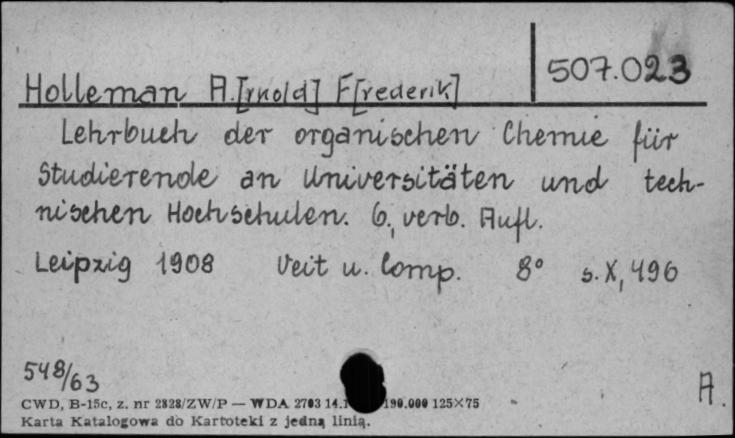 507.023
Holleman A.[rnold] F[rederik]
Lehrbuch der organischen Chemie für
Studierende an Universitäten und tech-
nischen Hochschulen. 6, verb. Aufl.
Leipzig 1908 Veit u. Comp. 8° s. X, 496
548/63
A.
CWD, B-15c, z. nr 2828/ZW/P — WDA 2703 14. 190.000 125×75
Karta Katalogowa do Kartoteki z jedną linią.